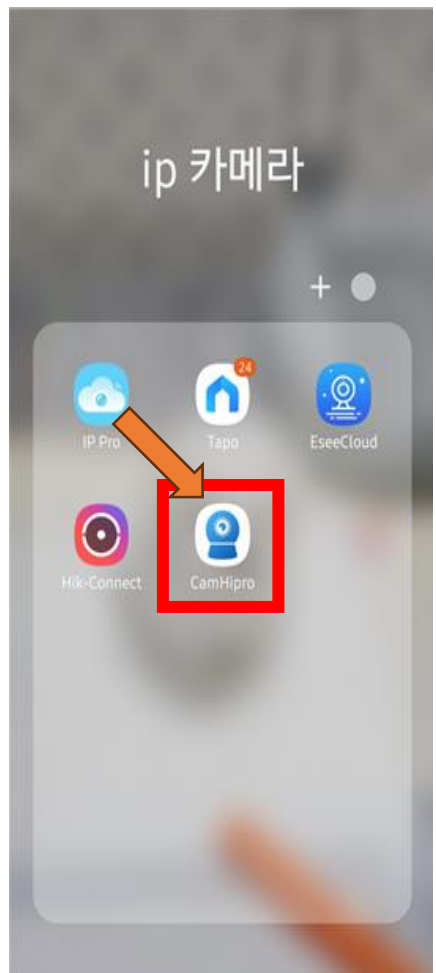 ip 카메라
+
24
IP Pro
Tapo
EseeCloud
Hik-Connect
CamHipro